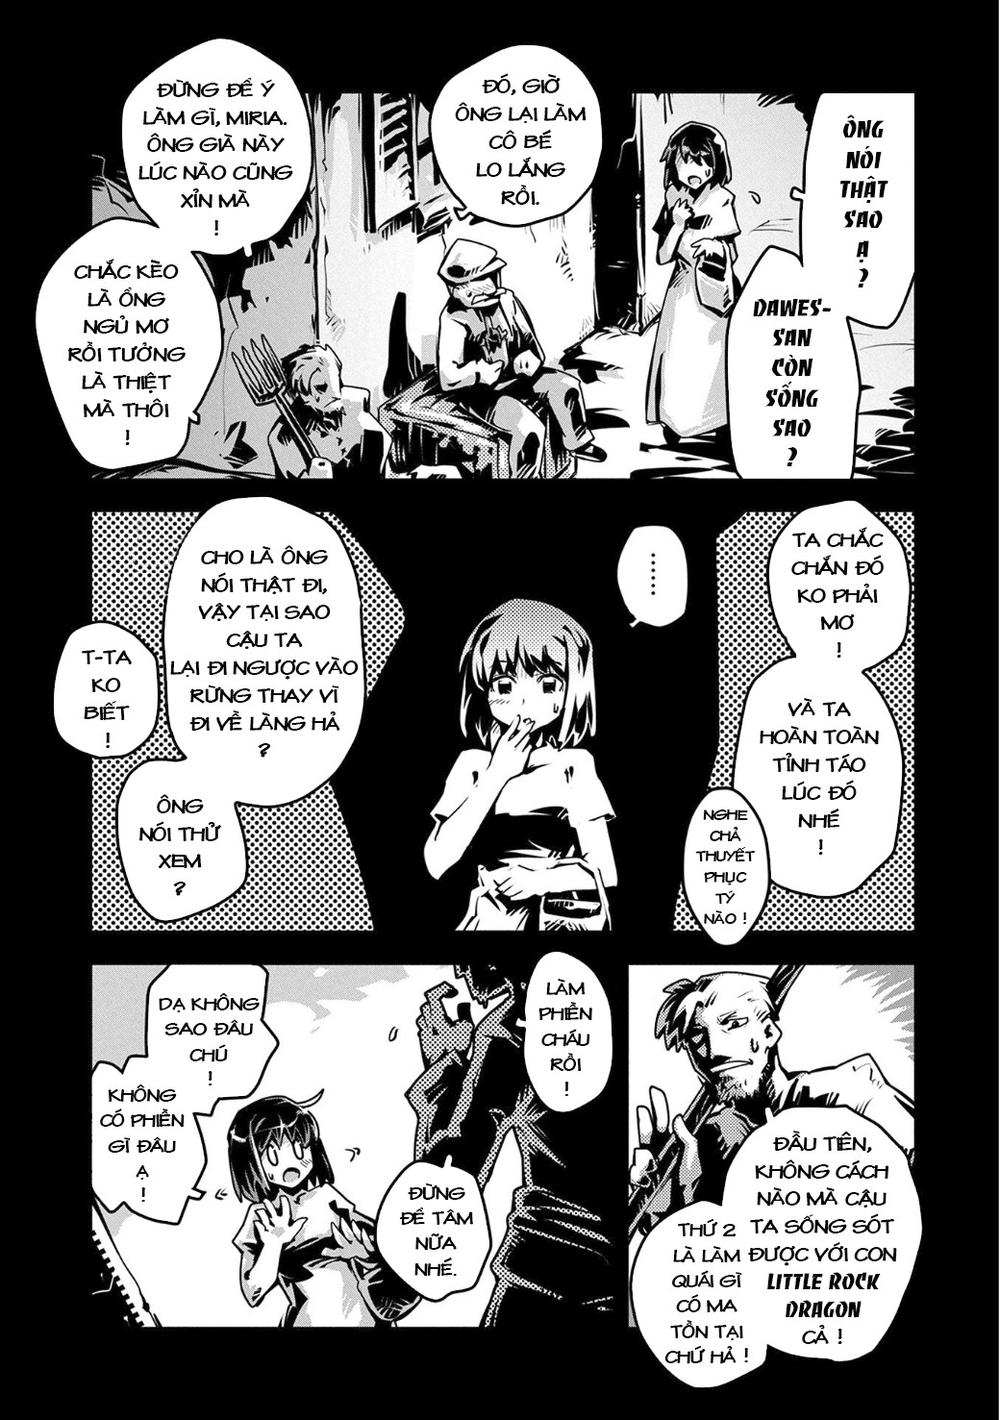 ÔNG
NÓI
THẬT
SAO
Ạ
?
DAWES-
SAN
CÒN
SỐNG
SAO
?
ĐÓ, GIỜ
ÔNG LẠI LÀM
CÔ BÉ
LO LẮNG
RỒI.
ĐỪNG ĐỂ Ý
LÀM GÌ, MIRIA.
ÔNG GIÀ NÀY
LÚC NÀO CŨNG
XỈN MÀ
!
CHẮC KÈO
LÀ ỔNG
NGỦ MƠ
RỒI TƯỞNG
LÀ THIỆT
MÀ THÔI
!
TA CHẮC
CHẮN ĐÓ
KO PHẢI
MƠ
!
VÀ TA
HOÀN TOÀN
TỈNH TÁO
LÚC ĐÓ
NHÉ
!
NGHE
CHẢ
THUYẾT
PHỤC
TÝ
NÀO !
......
CHO LÀ ÔNG
NÓI THẬT ĐI,
VẬY TẠI SAO
CẬU TA
LẠI ĐI NGƯỢC VÀO
RỪNG THAY VÌ
ĐI VỀ LÀNG HẢ
?
ÔNG
NÓI THỬ
XEM
?
T-TA
KO
BIẾT
!
ĐẦU TIÊN,
KHÔNG CÁCH
NÀO MÀ CẬU
TA SỐNG SÓT
ĐƯỢC VỚI CON
LITTLE ROCK
DRAGON
CẢ !
THỨ 2
LÀ LÀM
QUÁI GÌ
CÓ MA
TỒN TẠI
CHỨ HẢ !
LÀM
PHIỀN
CHÁU
RỒI
!
ĐỪNG
ĐỂ TÂM
NỮA
NHÉ.
DẠ KHÔNG
SAO ĐÂU
CHÚ
!
KHÔNG
CÓ PHIỀN
GÌ ĐÂU
Ạ
!